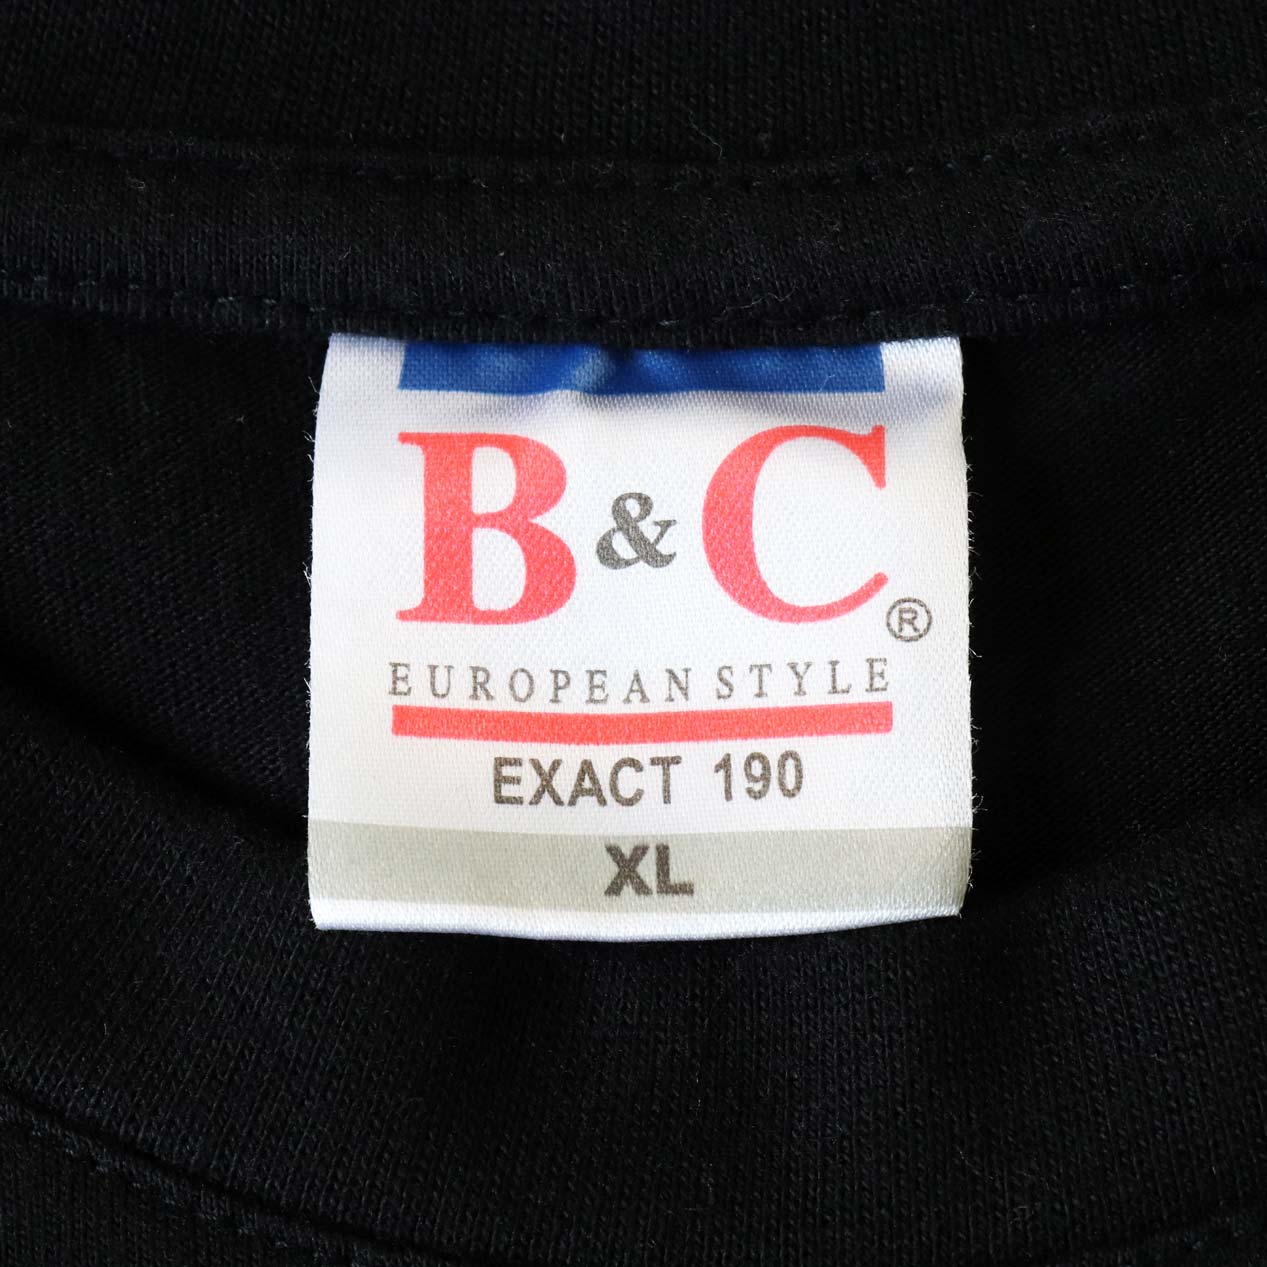 B & C ®
EUROPEAN STYLE
EXACT 190
XL